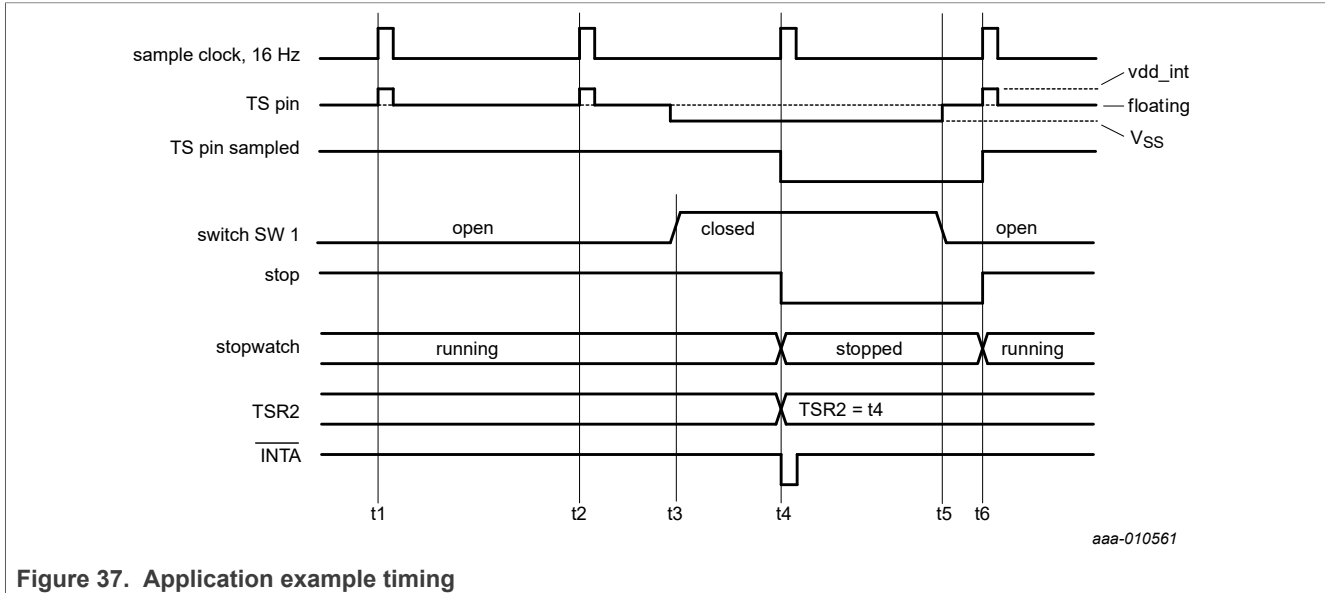 sample clock, 16 Hz
vdd_int
TS pin
floating
VSS
TS pin sampled
switch SW 1
open
closed
open
stop
stopwatch
running
stopped
running
TSR2
TSR2 = t4
INTA
t1
t2
t3
t4
t5
t6
aaa-010561
Figure 37. Application example timing